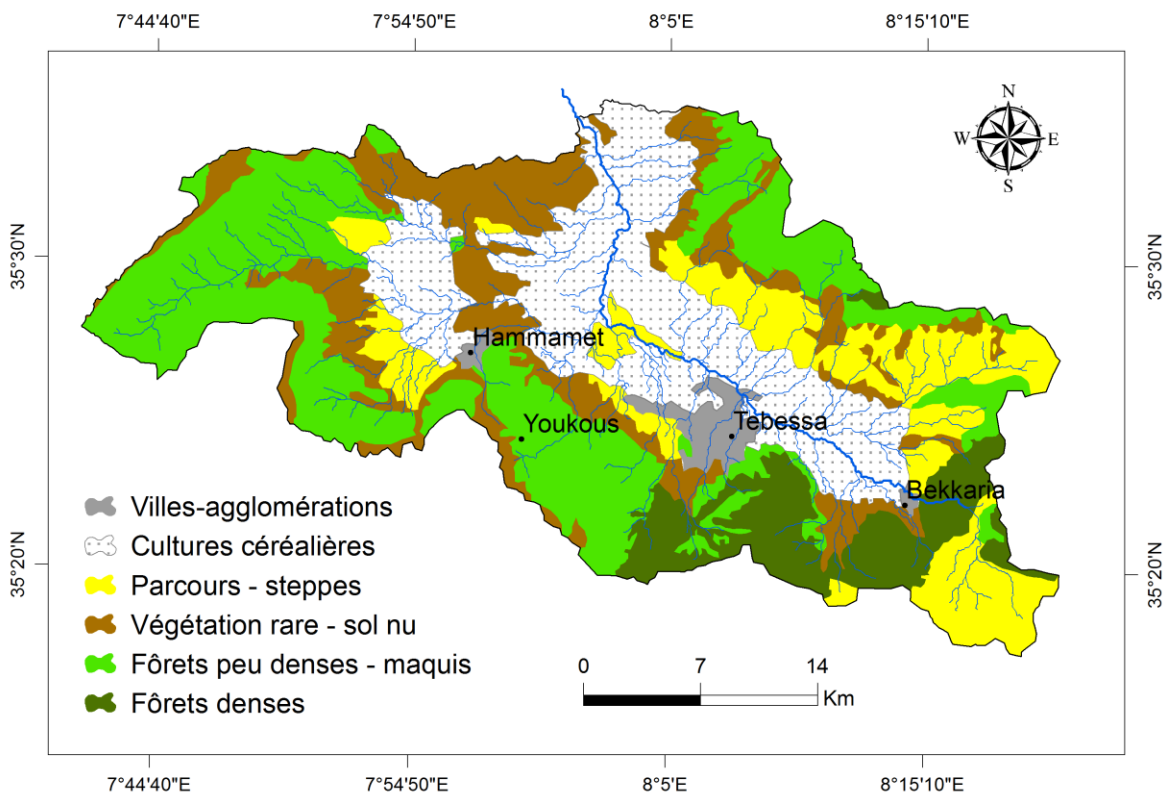 7°44'40"E 7°54'50"E 8°5'E 8°15'10"E
N
W E
S
35°30'N
35°30'N
Hammamet
Youkous
Tebessa
Bekkaria
Villes-agglomérations
Cultures céréalières
Parcours - steppes
Végétation rare - sol nu
Fôrets peu denses - maquis
Fôrets denses
0 7 14
Km
35°20'N
35°20'N
7°44'40"E 7°54'50"E 8°5'E 8°15'10"E